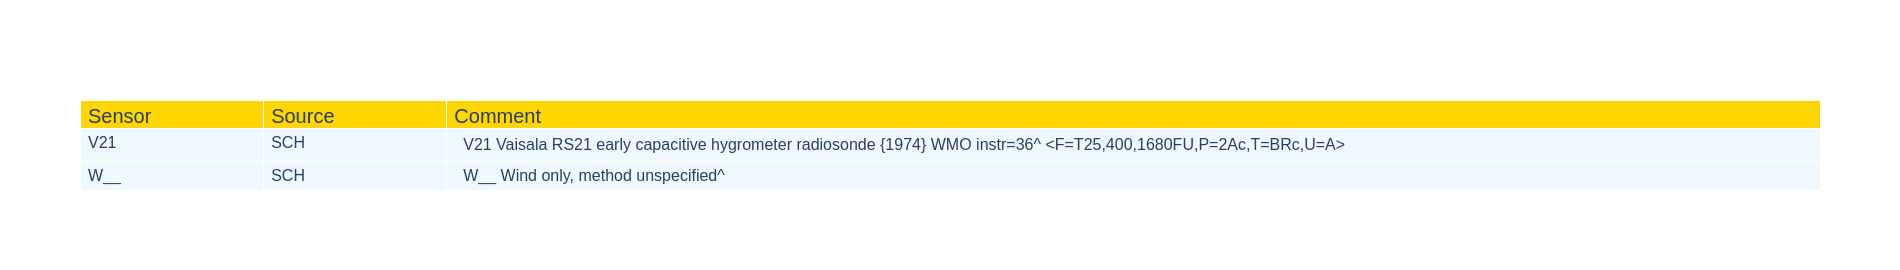 Sensor Source Comment
V21 SCH V21 Vaisala RS21 early capacitive hygrometer radiosonde {1974} WMO instr=36^ <F=T25,400,1680FU,P=2Ac,T=BRc,U=A>
W__ SCH W__ Wind only, method unspecified^